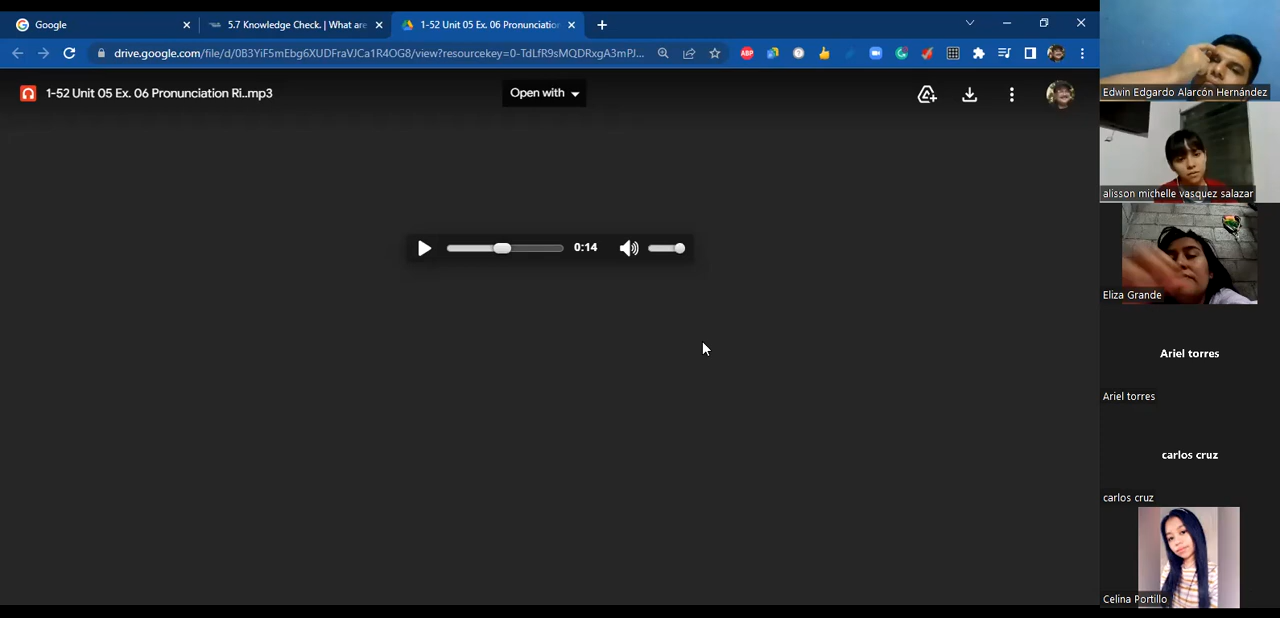 Google
5.7 Knowledge Check. | What are
1-52 Unit 05 Ex. 06 Pronunciation
drive.google.com/file/d/0B3YiF5mEbg6XUDFraVJCa1R4OG8/view?resourcekey=0-TdLfR9sMQDRxgA3mPJ...
ABP
1-52 Unit 05 Ex. 06 Pronunciation Ri..mp3
Open with
0:14
Edwin Edgardo Alarcón Hernández
alisson michelle vasquez salazar
Eliza Grande
Ariel torres
Ariel torres
carlos cruz
carlos cruz
Celina Portillo